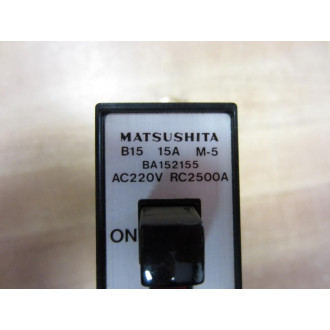 MATSUSHITA
B15 15A M-5
BA152155
AC220V RC2500A
ON